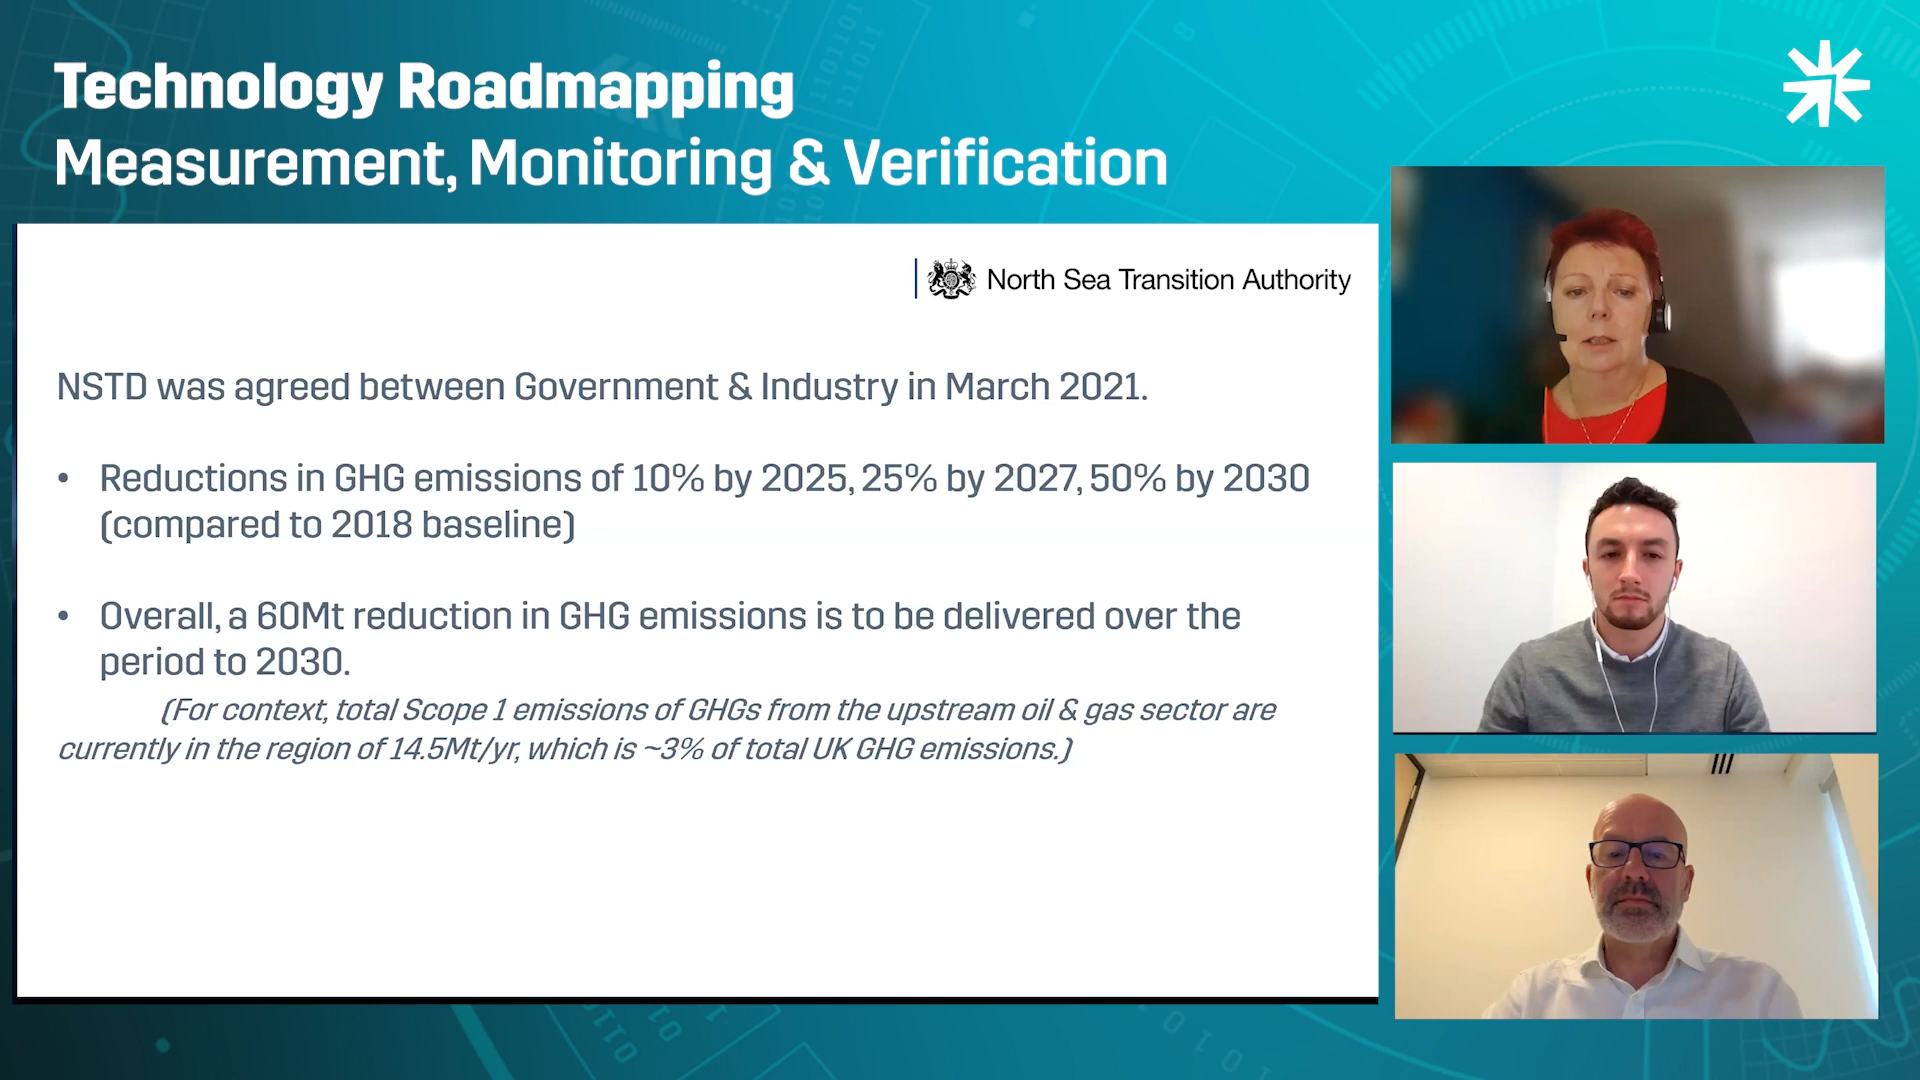 Technology Roadmapping
Measurement, Monitoring & Verification
North Sea Transition Authority
NSTD was agreed between Government & Industry in March 2021.
• Reductions in GHG emissions of 10% by 2025, 25% by 2027, 50% by 2030
(compared to 2018 baseline)
• Overall, a 60Mt reduction in GHG emissions is to be delivered over the
period to 2030.
(For context, total Scope 1 emissions of GHGs from the upstream oil & gas sector are
currently in the region of 14.5Mt/yr, which is ~3% of total UK GHG emissions.)